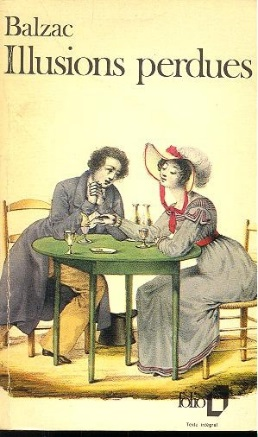 Balzac
Illusions perdues
folio
Texte intégral